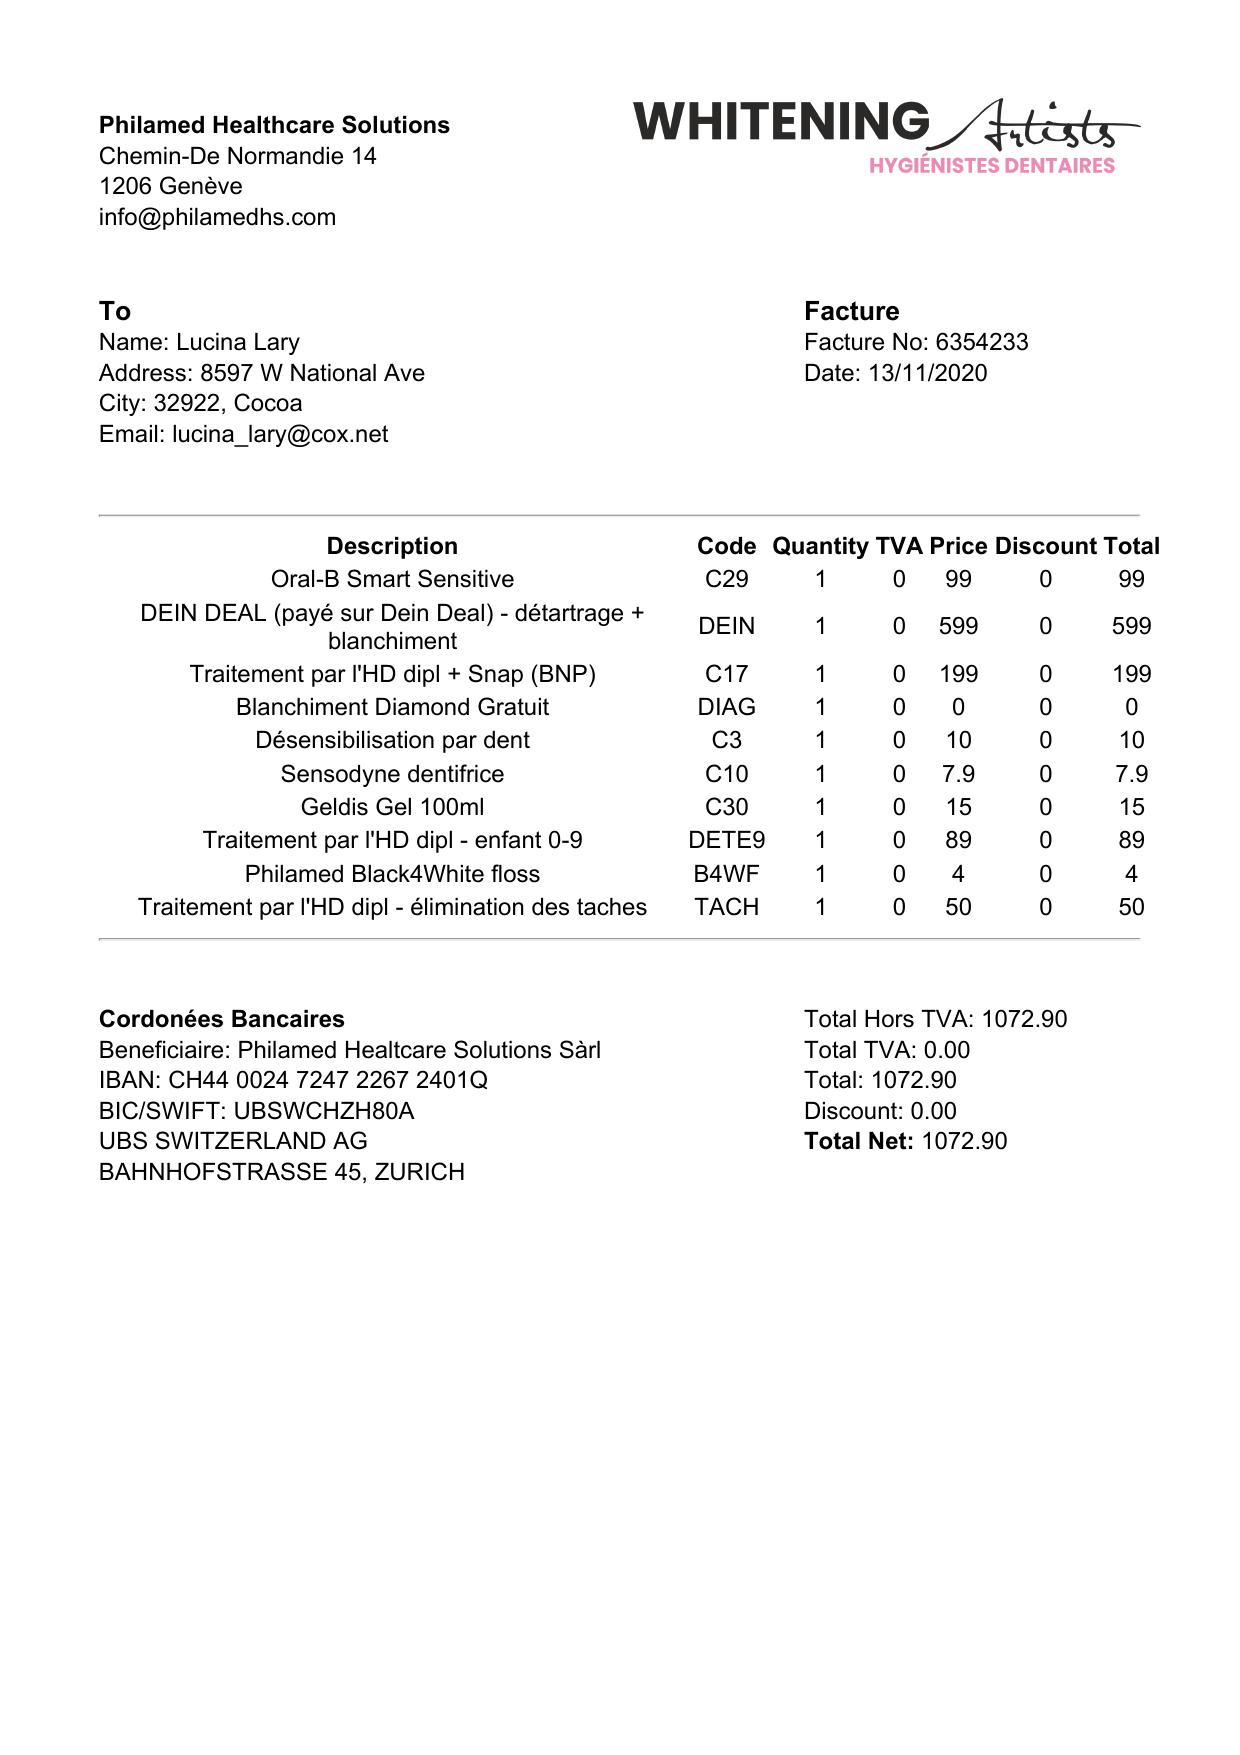 Philamed Healthcare Solutions
Chemin-De Normandie 14
1206 Genève
info@philamedhs.com
WHITENING Artists
HYGIÉNISTES DENTAIRES
To
Name: Lucina Lary
Address: 8597 W National Ave
City: 32922, Cocoa
Email: lucina_lary@cox.net
Facture
Facture No: 6354233
Date: 13/11/2020
Description Code Quantity TVA Price Discount Total
Oral-B Smart Sensitive C29 1 0 99 0 99
DEIN DEAL (payé sur Dein Deal) - détartrage +
blanchiment DEIN 1 0 599 0 599
Traitement par l'HD dipl + Snap (BNP) C17 1 0 199 0 199
Blanchiment Diamond Gratuit DIAG 1 0 0 0 0
Désensibilisation par dent C3 1 0 10 0 10
Sensodyne dentifrice C10 1 0 7.9 0 7.9
Geldis Gel 100ml C30 1 0 15 0 15
Traitement par l'HD dipl - enfant 0-9 DETE9 1 0 89 0 89
Philamed Black4White floss B4WF 1 0 4 0 4
Traitement par l'HD dipl - élimination des taches TACH 1 0 50 0 50
Cordonées Bancaires
Beneficiaire: Philamed Healtcare Solutions Sàrl
IBAN: CH44 0024 7247 2267 2401Q
BIC/SWIFT: UBSWCHZH80A
UBS SWITZERLAND AG
BAHNHOFSTRASSE 45, ZURICH
Total Hors TVA: 1072.90
Total TVA: 0.00
Total: 1072.90
Discount: 0.00
Total Net: 1072.90